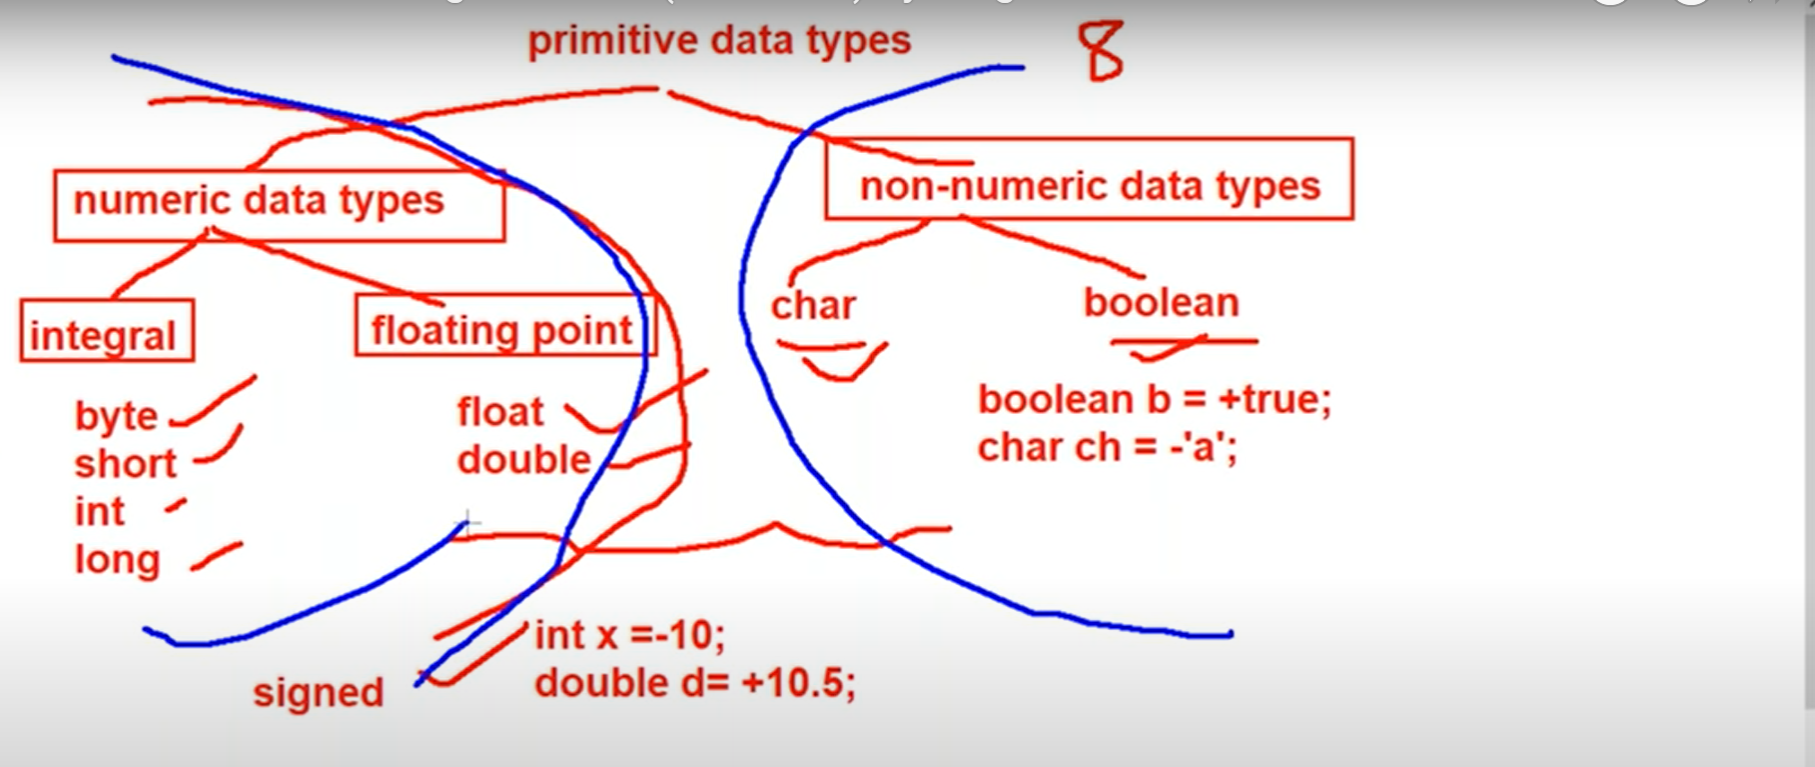 primitive data types 8
numeric data types
non-numeric data types
integral
floating point
char
boolean
byte
short
int
long
float
double
boolean b = +true;
char ch = -'a';
signed
int x =-10;
double d= +10.5;